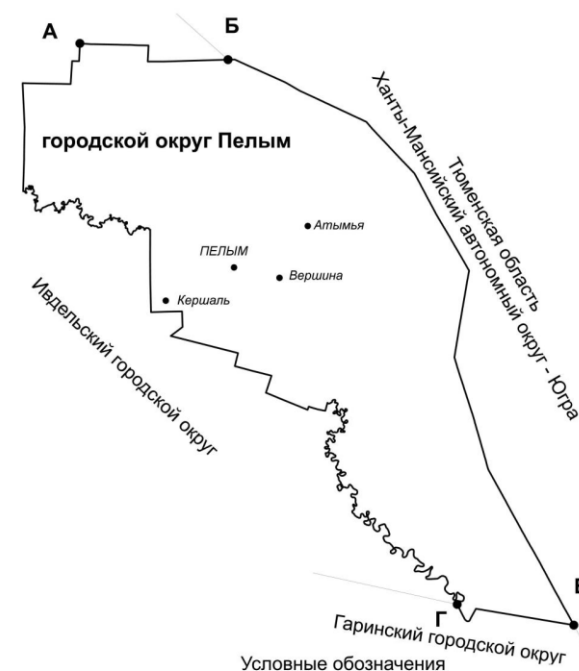 А
Б
городской округ Пелым
Тюменская область
Ханты-Мансийский автономный округ - Югра
Атымья
ПЕЛЫМ
Вершина
Кершаль
Ивдельский городской округ
В
Г
Гаринский городской округ
Условные обозначения